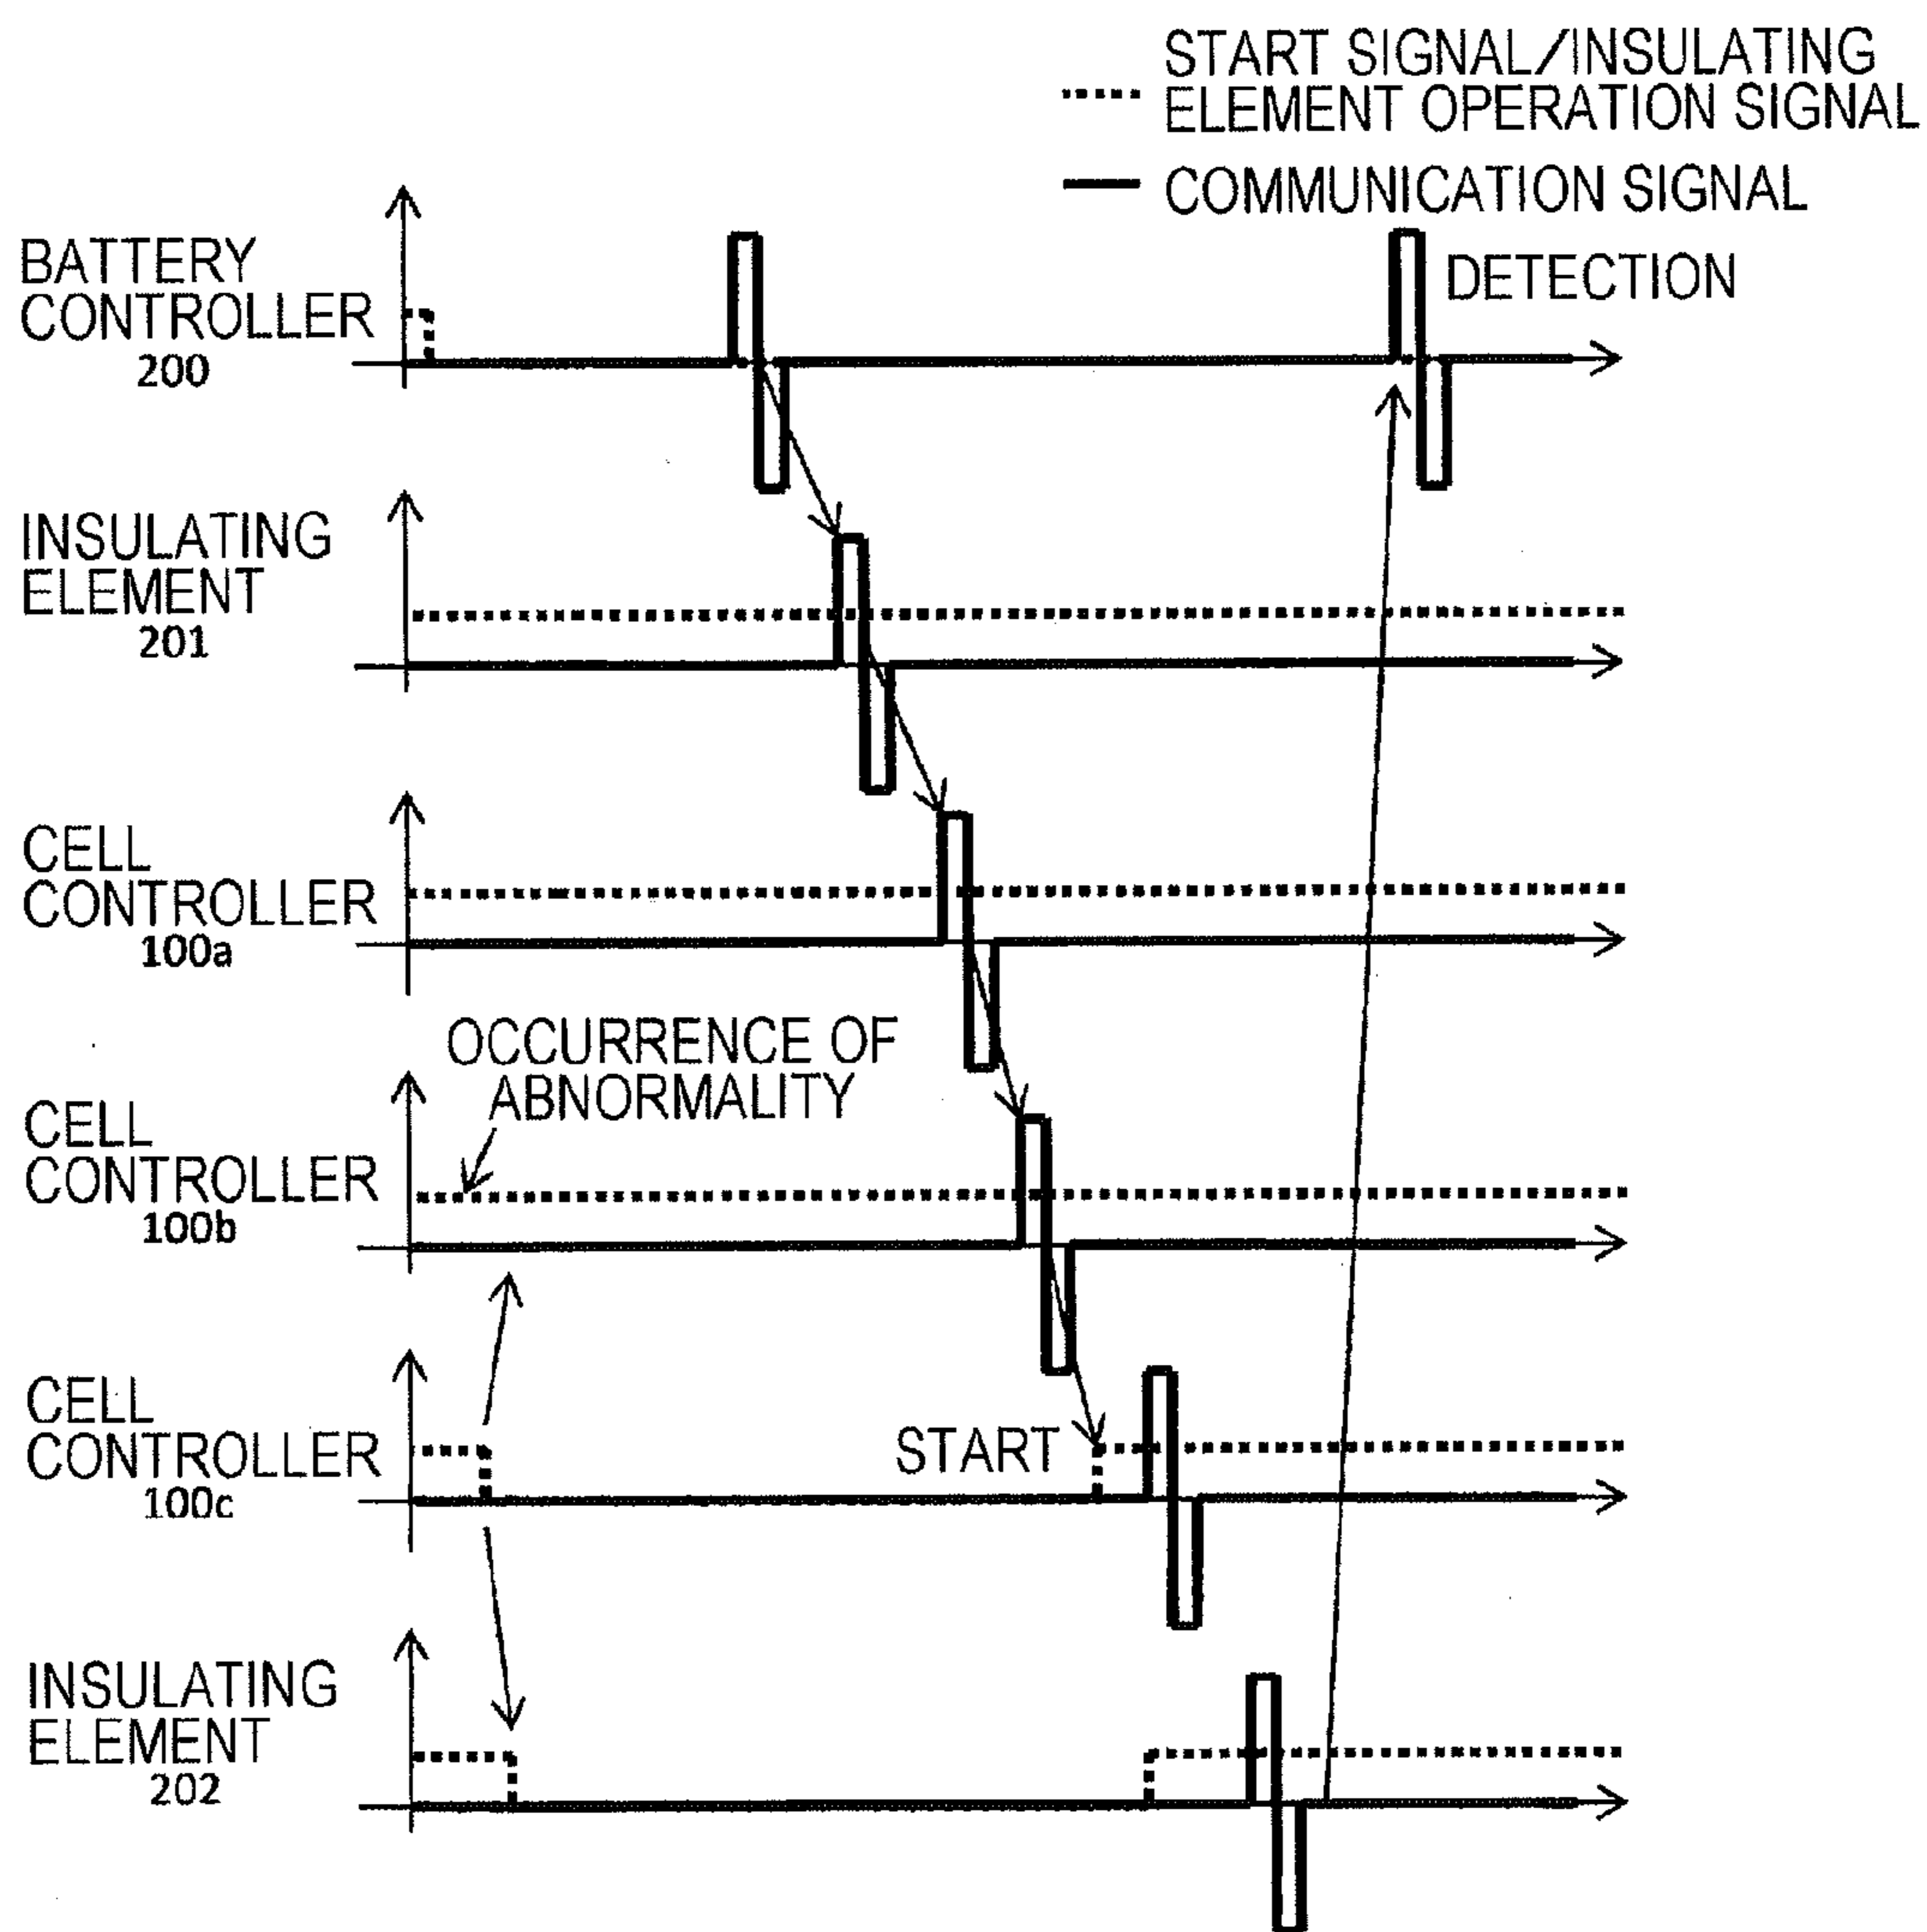 START SIGNAL/INSULATING
ELEMENT OPERATION SIGNAL
COMMUNICATION SIGNAL
BATTERY
CONTROLLER
200
DETECTION
INSULATING
ELEMENT
201
CELL
CONTROLLER
100a
OCCURRENCE OF
ABNORMALITY
CELL
CONTROLLER
100b
CELL
CONTROLLER
100c
START
INSULATING
ELEMENT
202